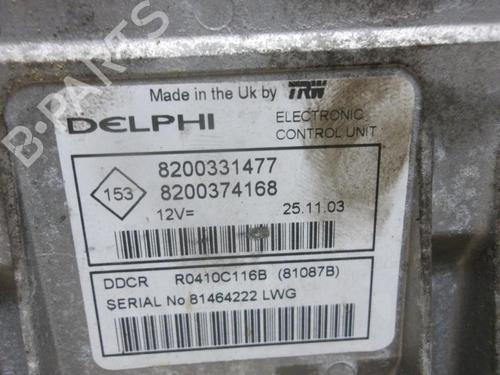 B-PARTS
Made in the Uk by TRW
DELPHI
ELECTRONIC
CONTROL UNIT
153
8200331477
8200374168
12V= 25.11.03
DDCR R0410C116B (81087B)
SERIAL No 81464222 LWG